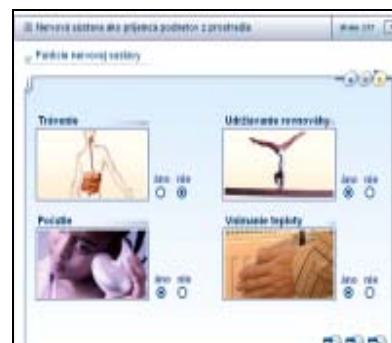 Nervová sústava ako príjemca podnetov z prostredia
Funkcie nervovej sústavy
Trávenie
áno nie
Udržiavanie rovnováhy
áno nie
Počutie
áno nie
Vnímanie teploty
áno nie